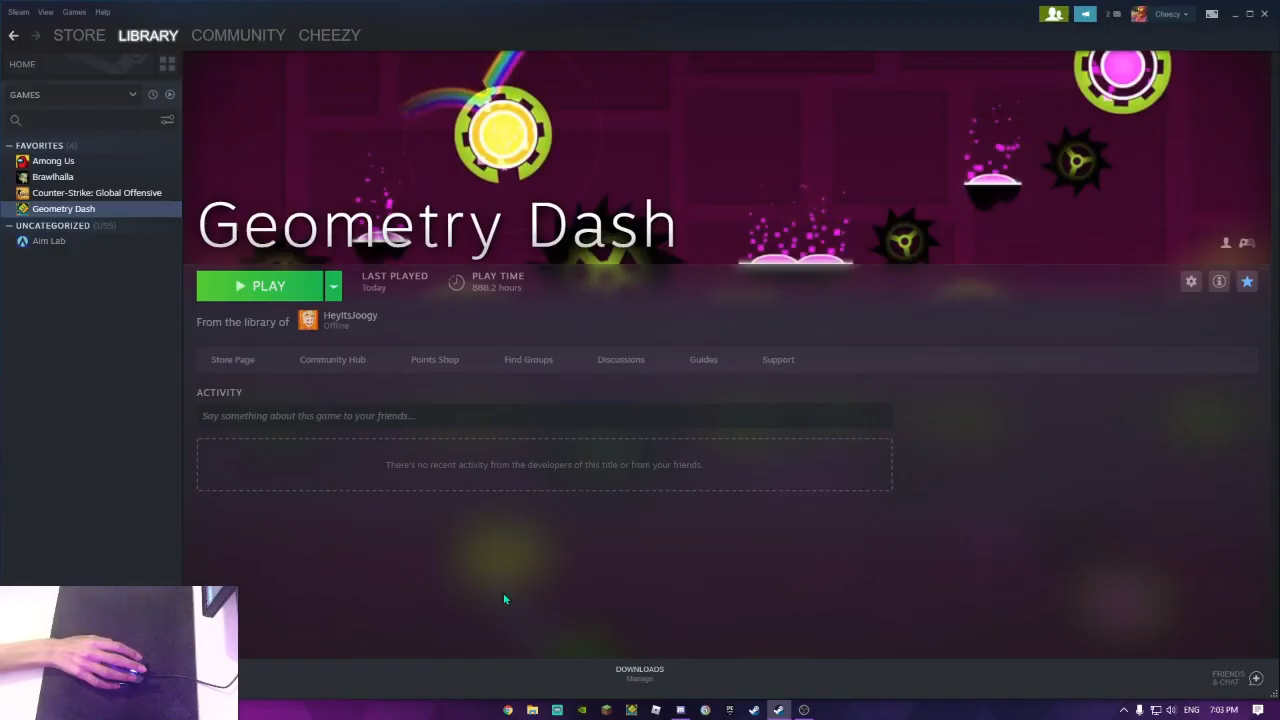 Steam View Games Help
2
Cheezy
STORE LIBRARY COMMUNITY CHEEZY
HOME
GAMES
FAVORITES (4)
Among Us
Brawlhalla
Counter-Strike: Global Offensive
Geometry Dash
UNCATEGORIZED (1/95)
Aim Lab
Geometry Dash
PLAY
LAST PLAYED
Today
PLAY TIME
888.2 hours
From the library of
HeyItsJoogy
Offline
Store Page Community Hub Points Shop Find Groups Discussions Guides Support
ACTIVITY
Say something about this game to your friends...
There's no recent activity from the developers of this title or from your friends.
DOWNLOADS
Manage
FRIENDS
& CHAT
ENG 7:03 PM